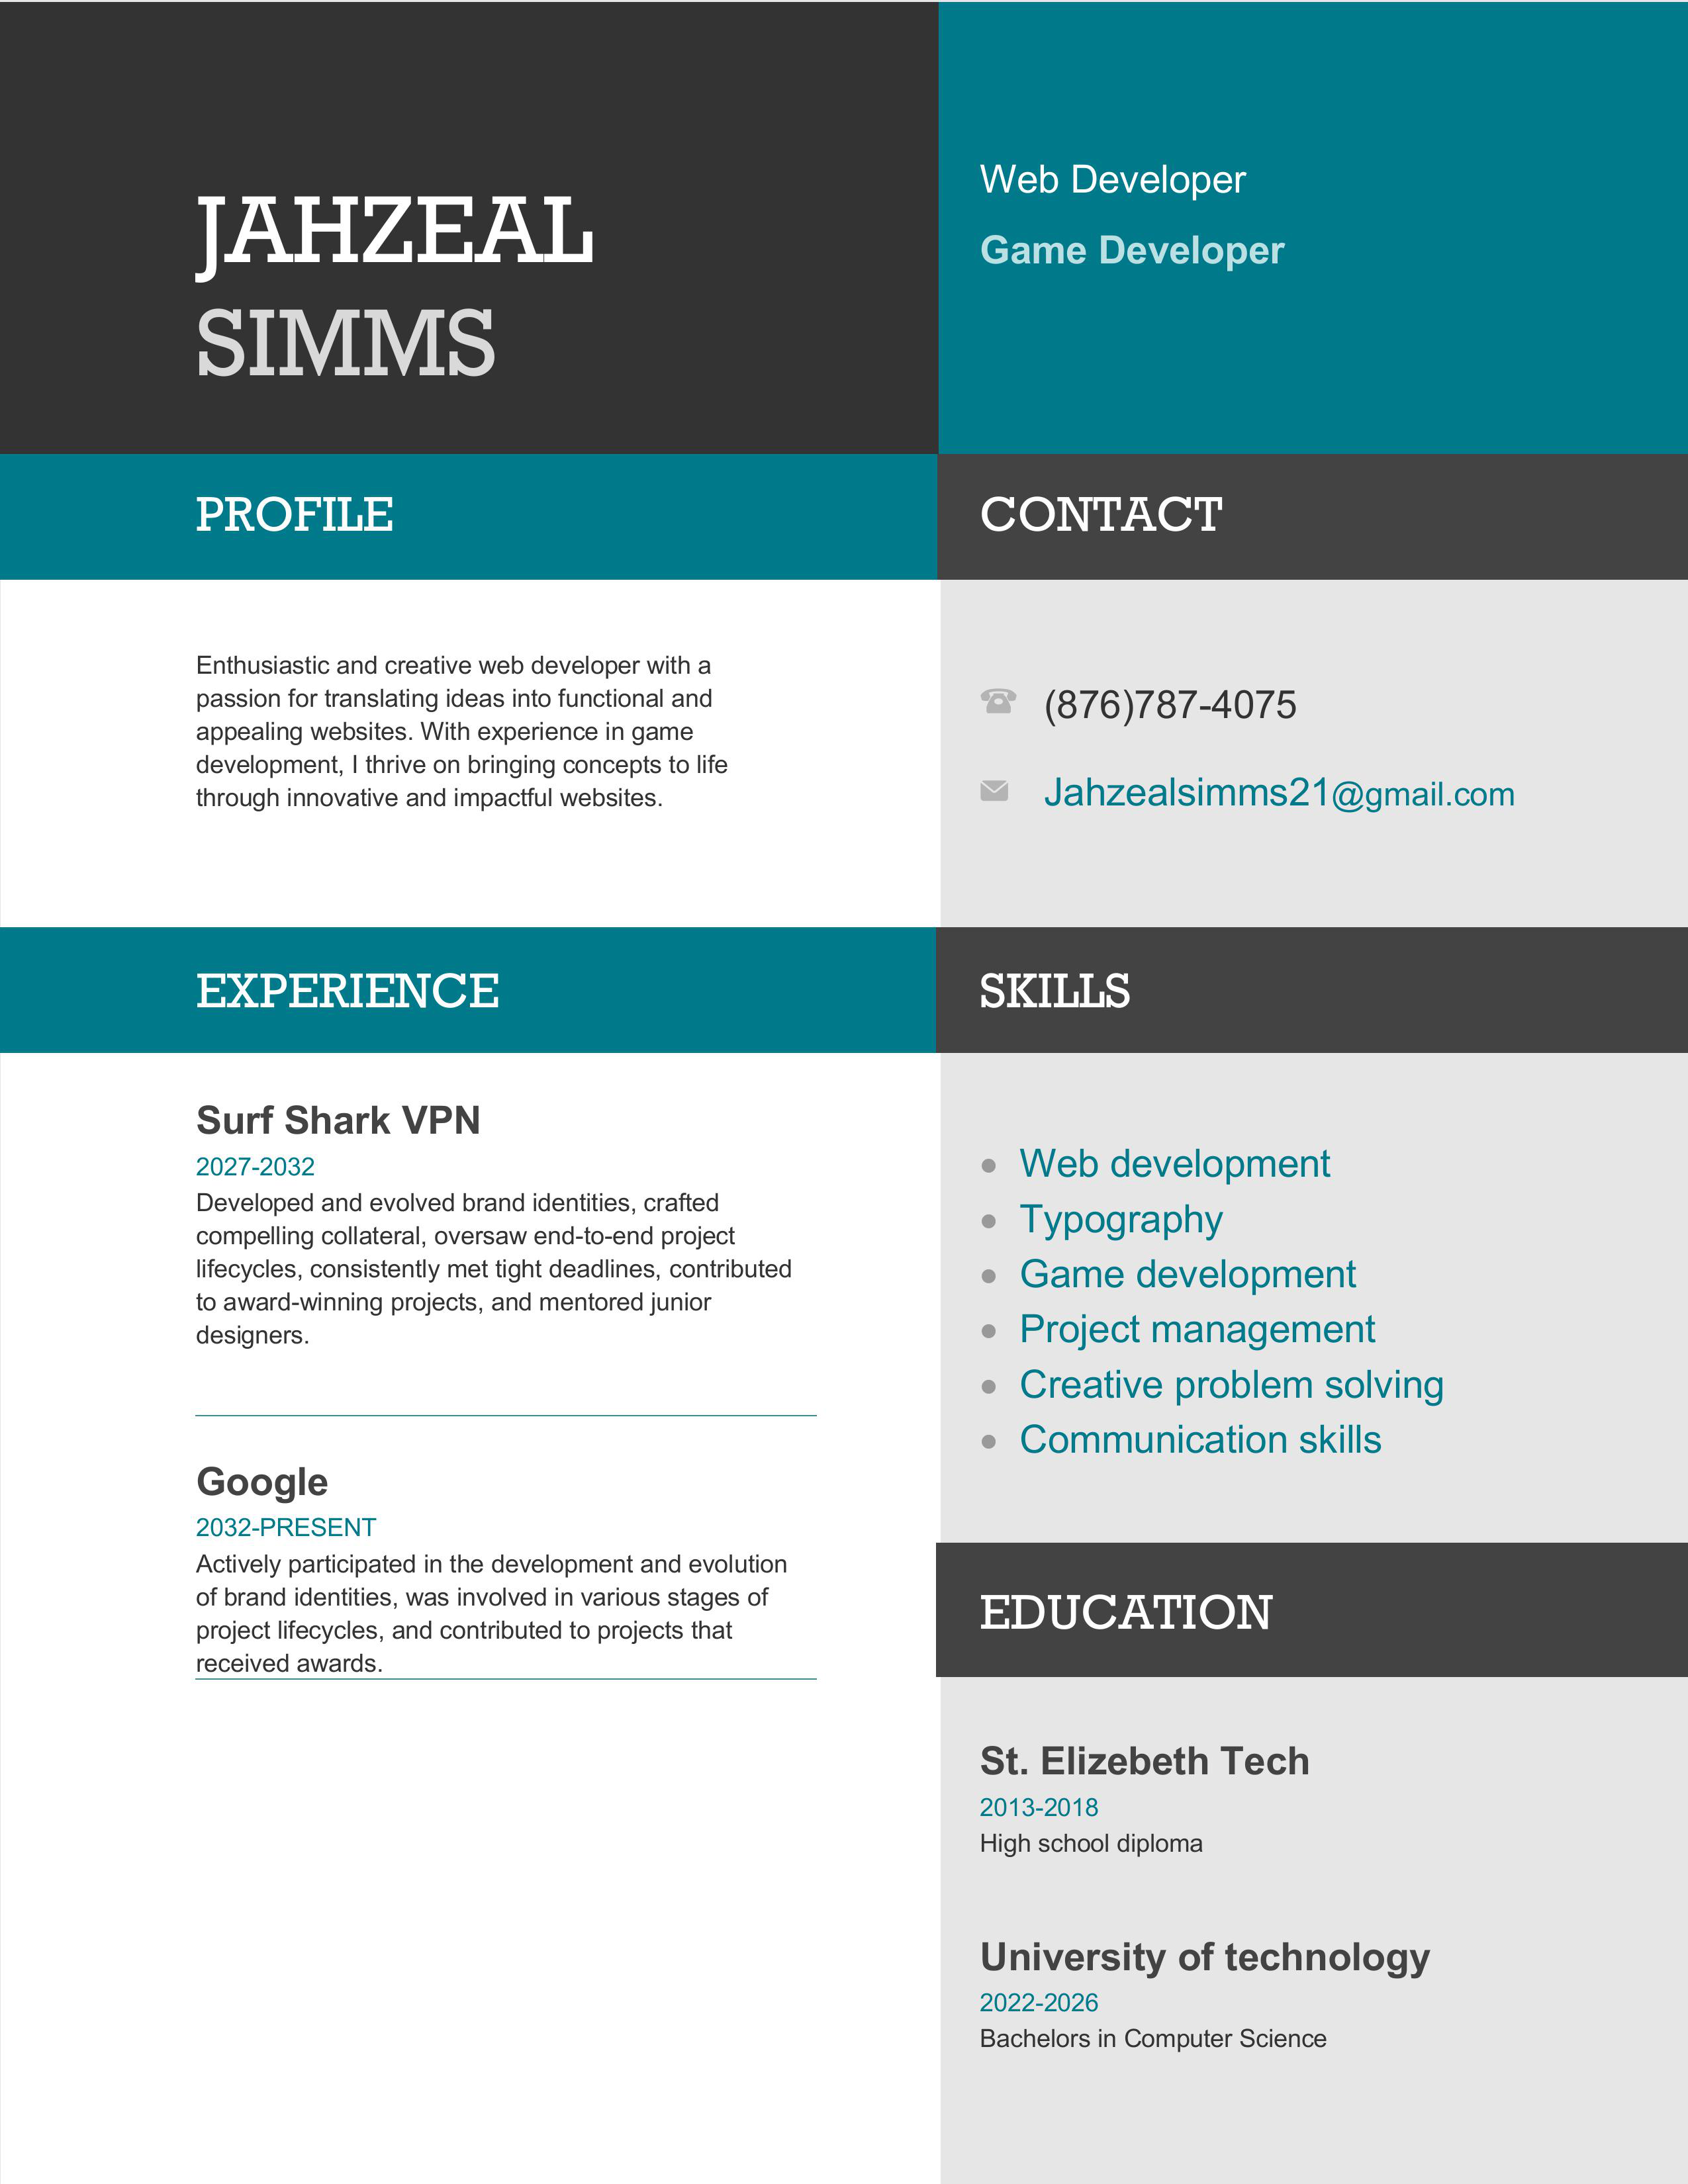 JAHZEAL
SIMMS
Web Developer
Game Developer
PROFILE
Enthusiastic and creative web developer with a
passion for translating ideas into functional and
appealing websites. With experience in game
development, I thrive on bringing concepts to life
through innovative and impactful websites.
CONTACT
(876)787-4075
Jahzealsimms21@gmail.com
EXPERIENCE
Surf Shark VPN
2027-2032
Developed and evolved brand identities, crafted
compelling collateral, oversaw end-to-end project
lifecycles, consistently met tight deadlines, contributed
to award-winning projects, and mentored junior
designers.
Google
2032-PRESENT
Actively participated in the development and evolution
of brand identities, was involved in various stages of
project lifecycles, and contributed to projects that
received awards.
SKILLS
Web development
Typography
Game development
Project management
Creative problem solving
Communication skills
EDUCATION
St. Elizebeth Tech
2013-2018
High school diploma
University of technology
2022-2026
Bachelors in Computer Science